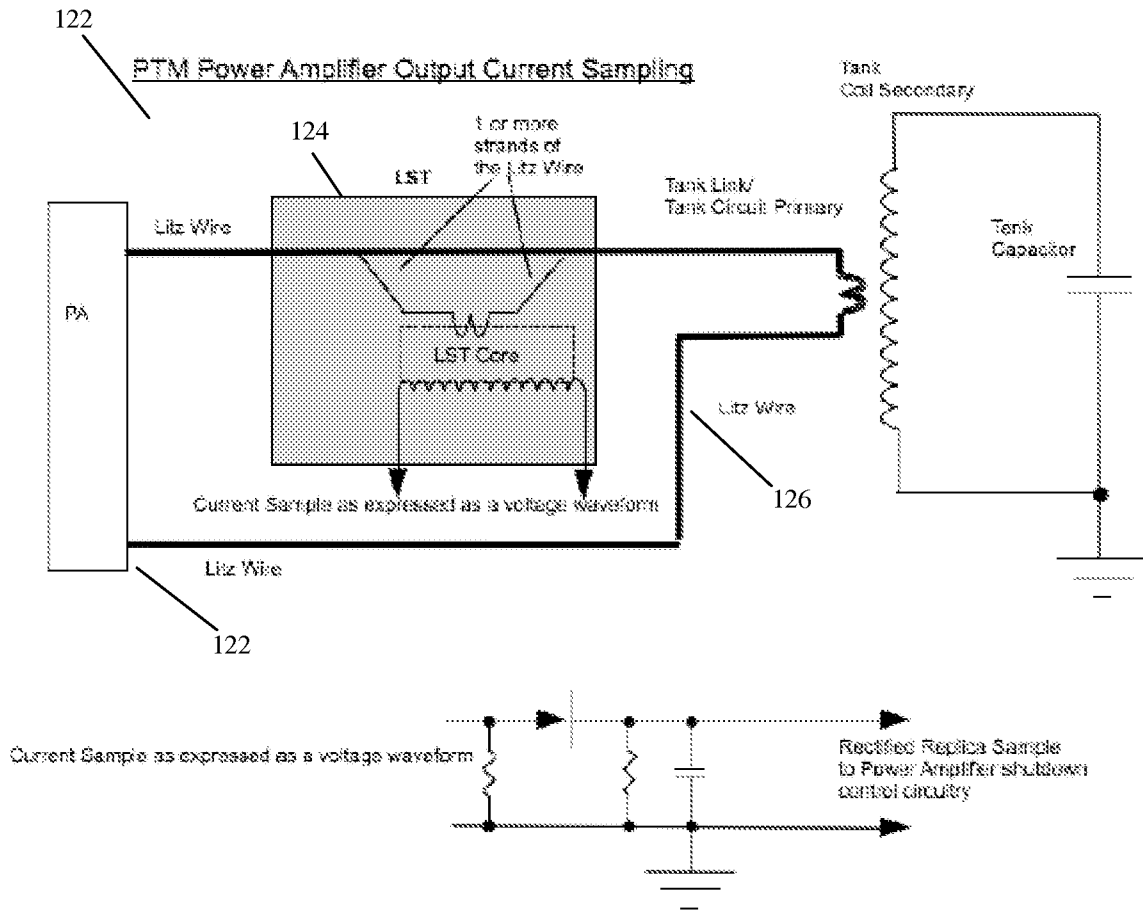 122
PTM Power Amplifier Output Current Sampling
Tank
Coil Secondary
124
1 or more
strands of
the Litz Wire
LST
Tank Link/
Tank Circuit Primary
Litz Wire
Tank
Capacitor
PA
LST Core
Litz Wire
126
Current Sample as expressed as a voltage waveform
Litz Wire
122
Current Sample as expressed as a voltage waveform
Rectified Replica Sample
to Power Amplifier shutdown
control circuitry